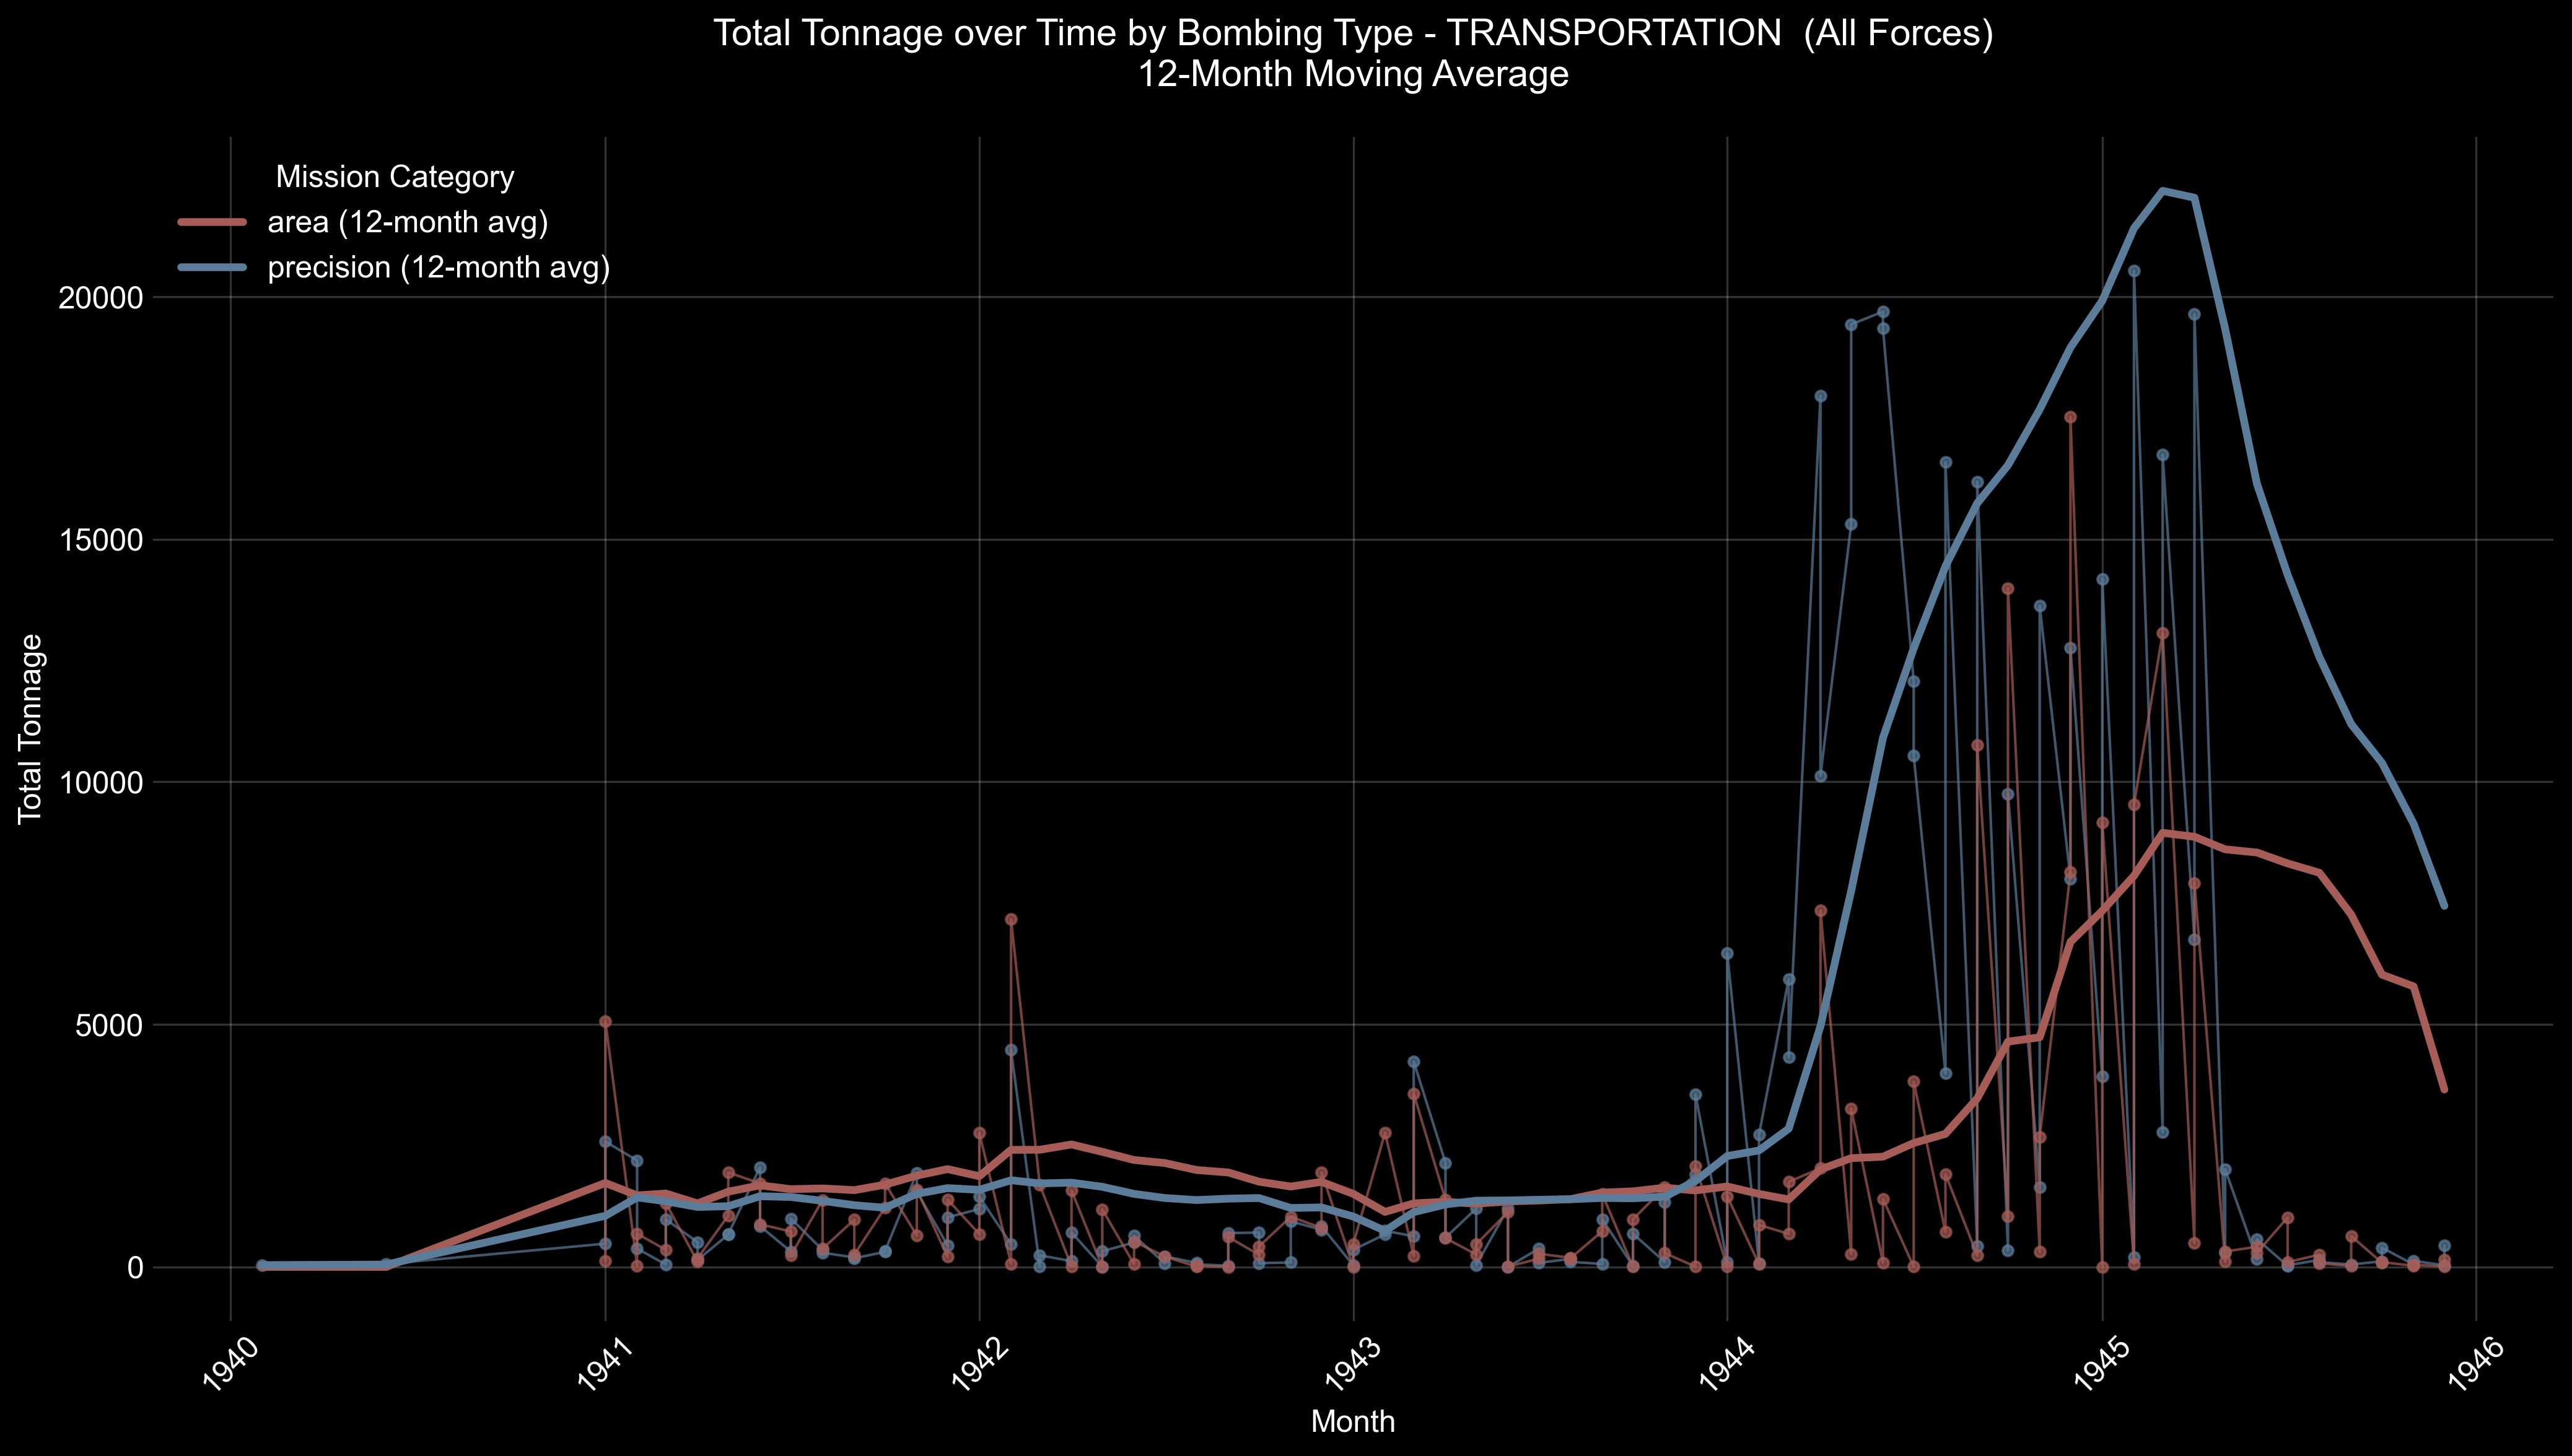 Total Tonnage over Time by Bombing Type - TRANSPORTATION  (All Forces)
12-Month Moving Average
Mission Category
area (12-month avg)
precision (12-month avg)
20000
15000
10000
5000
0
Total Tonnage
1940
1941
1942
1943
1944
1945
1946
Month